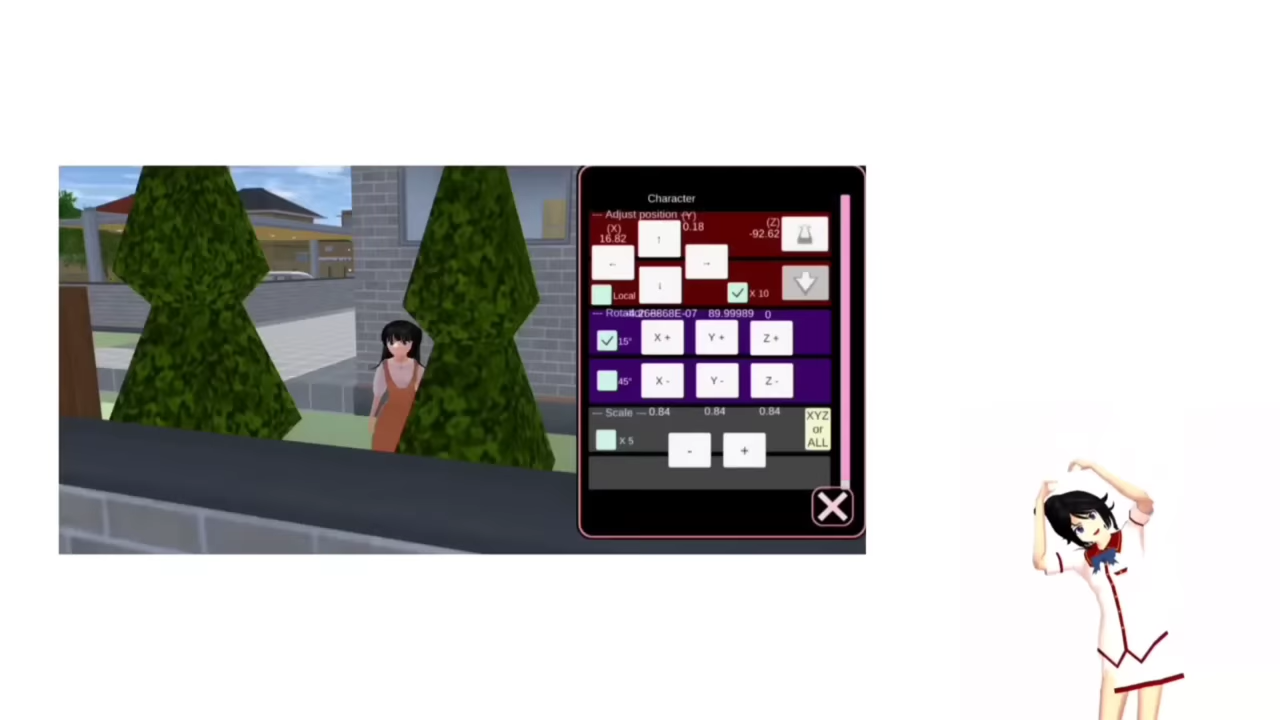 Character
--- Adjust position ---
(X) (Y) (Z)
16.82 0.18 -92.62
↑
← →
↓
Local X 10
--- Rotation 89.99989 0
15° X + Y + Z +
45° X - Y - Z -
--- Scale --- 0.84 0.84 0.84
XYZ
or
ALL
X 5 - +